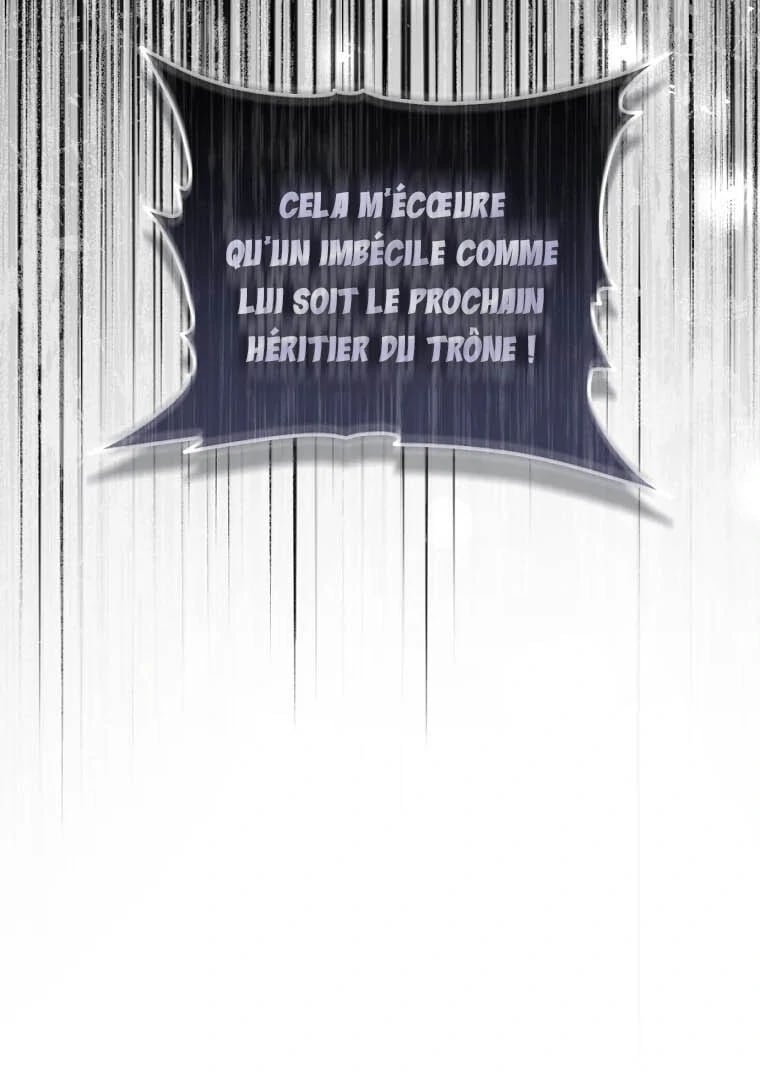 CELA M'ÉCŒURE
QU'UN IMBÉCILE COMME
LUI SOIT LE PROCHAIN
HÉRITIER DU TRÔNE !